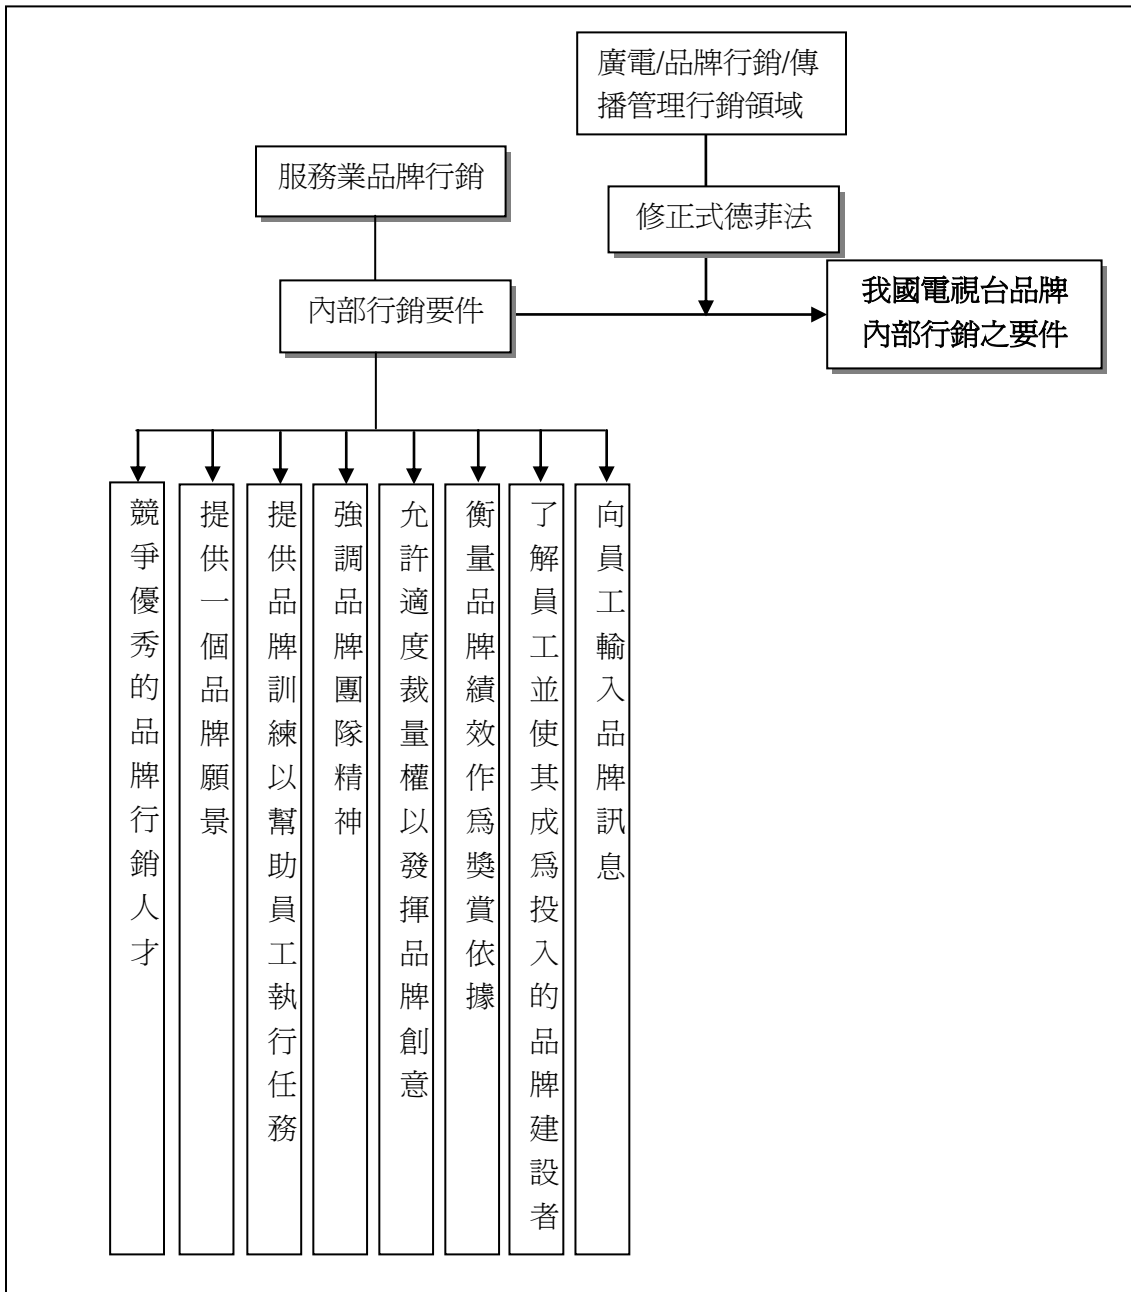 廣電/品牌行銷/傳
播管理行銷領域
服務業品牌行銷
修正式德菲法
我國電視台品牌
內部行銷之要件
內部行銷要件
競爭優秀的品牌行銷人才
提供一個品牌願景
提供品牌訓練以幫助員工執行任務
強調品牌團隊精神
允許適度裁量權以發揮品牌創意
衡量品牌績效作為獎賞依據
了解員工並使其成為投入的品牌建設者
向員工輸入品牌訊息